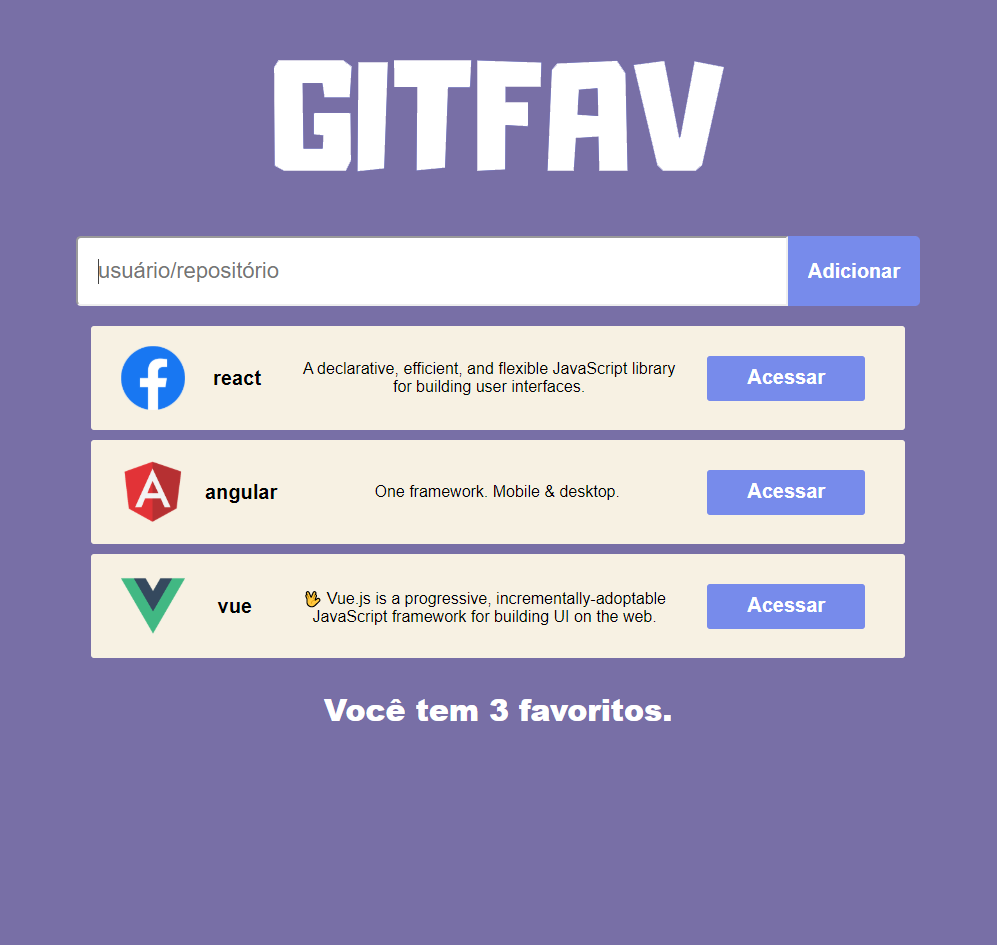 GITFAV
usuário/repositório
Adicionar
react
A declarative, efficient, and flexible JavaScript library
for building user interfaces.
Acessar
angular
One framework. Mobile & desktop.
Acessar
vue
🖖 Vue.js is a progressive, incrementally-adoptable
JavaScript framework for building UI on the web.
Acessar
Você tem 3 favoritos.